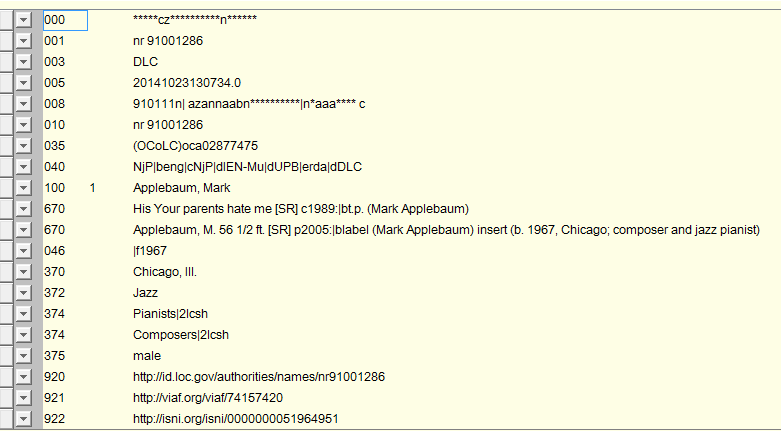 000 *****cz**********n******
001 nr 91001286
003 DLC
005 20141023130734.0
008 910111n| azannaabn**********|n*aaa**** c
010 nr 91001286
035 (OCoLC)oca02877475
040 NjP|beng|cNjP|dIEN-Mu|dUPB|erda|dDLC
100 1 Applebaum, Mark
670 His Your parents hate me [SR] c1989:|bt.p. (Mark Applebaum)
670 Applebaum, M. 56 1/2 ft. [SR] p2005:|blabel (Mark Applebaum) insert (b. 1967, Chicago; composer and jazz pianist)
046 |f1967
370 Chicago, Ill.
372 Jazz
374 Pianists|2lcsh
374 Composers|2lcsh
375 male
920 http://id.loc.gov/authorities/names/nr91001286
921 http://viaf.org/viaf/74157420
922 http://isni.org/isni/0000000051964951